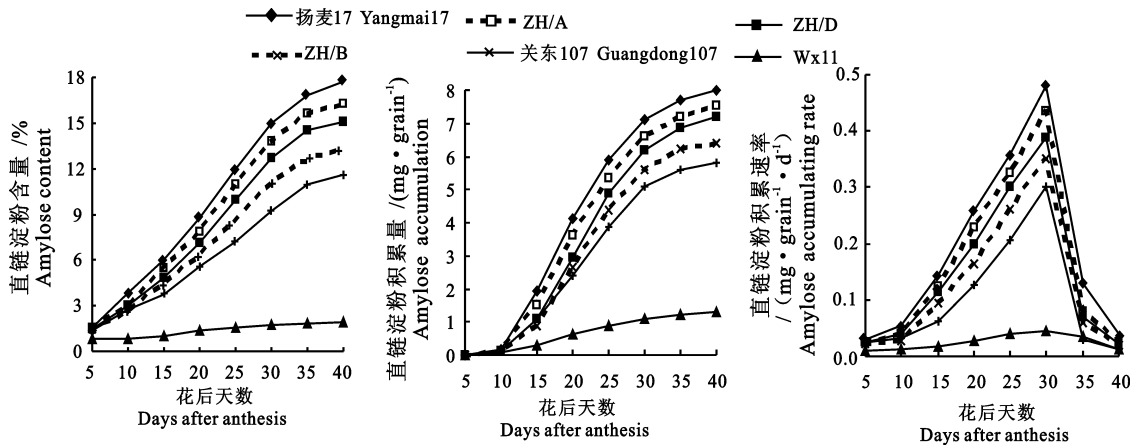 扬麦17 Yangmai17
ZH/A
ZH/D
ZH/B
关东107 Guangdong107
Wx11
直链淀粉含量 /%
Amylose content
18
15
12
9
6
3
0
5 10 15 20 25 30 35 40
花后天数
Days after anthesis
直链淀粉积累量 /(mg·grain⁻¹)
Amylose accumulation
8
7
6
5
4
3
2
1
0
5 10 15 20 25 30 35 40
花后天数
Days after anthesis
直链淀粉积累速率
/ (mg·grain⁻¹·d⁻¹)
Amylose accumulating rate
0.5
0.4
0.3
0.2
0.1
0.0
5 10 15 20 25 30 35 40
花后天数
Days after anthesis